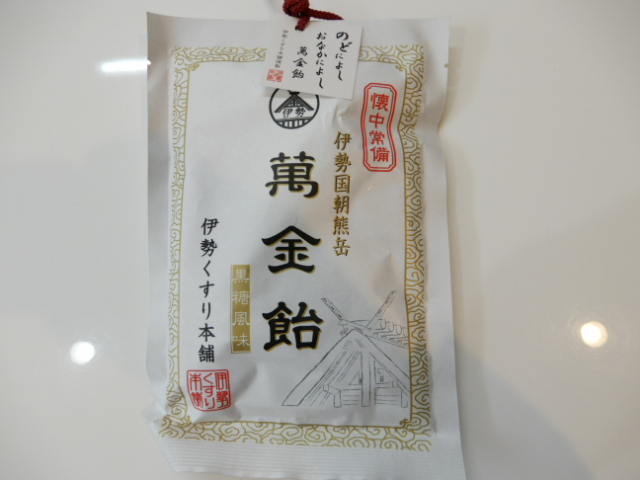 のどによし
おなかによし
萬金飴
懐中常備
伊勢
伊勢国朝熊岳
萬金飴
黒糖風味
伊勢くすり本舗
伊勢
くすり
本舗